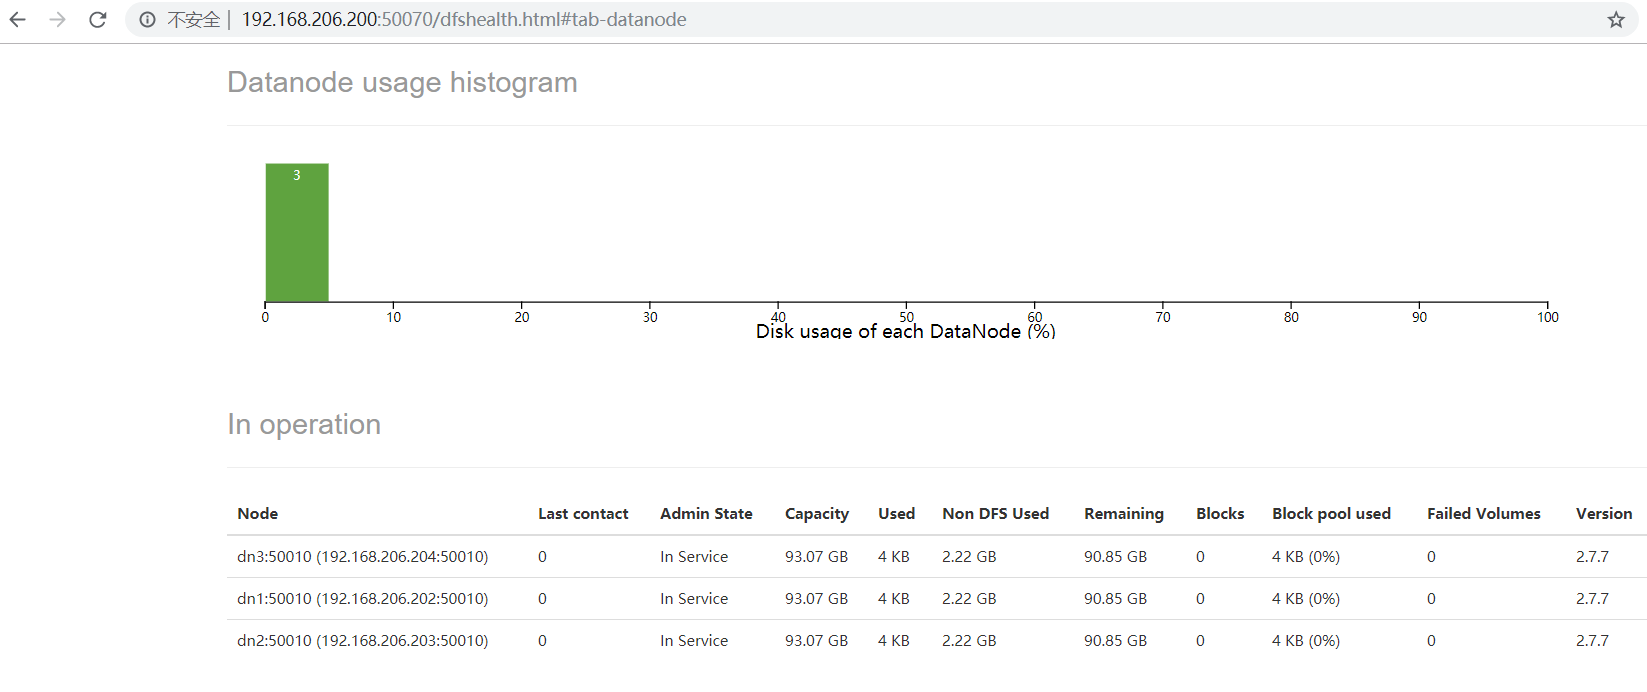 不安全 | 192.168.206.200:50070/dfshealth.html#tab-datanode
Datanode usage histogram
3
0 10 20 30 40 50 60 70 80 90 100
Disk usage of each DataNode (%)
In operation
Node Last contact Admin State Capacity Used Non DFS Used Remaining Blocks Block pool used Failed Volumes Version
dn3:50010 (192.168.206.204:50010) 0 In Service 93.07 GB 4 KB 2.22 GB 90.85 GB 0 4 KB (0%) 0 2.7.7
dn1:50010 (192.168.206.202:50010) 0 In Service 93.07 GB 4 KB 2.22 GB 90.85 GB 0 4 KB (0%) 0 2.7.7
dn2:50010 (192.168.206.203:50010) 0 In Service 93.07 GB 4 KB 2.22 GB 90.85 GB 0 4 KB (0%) 0 2.7.7